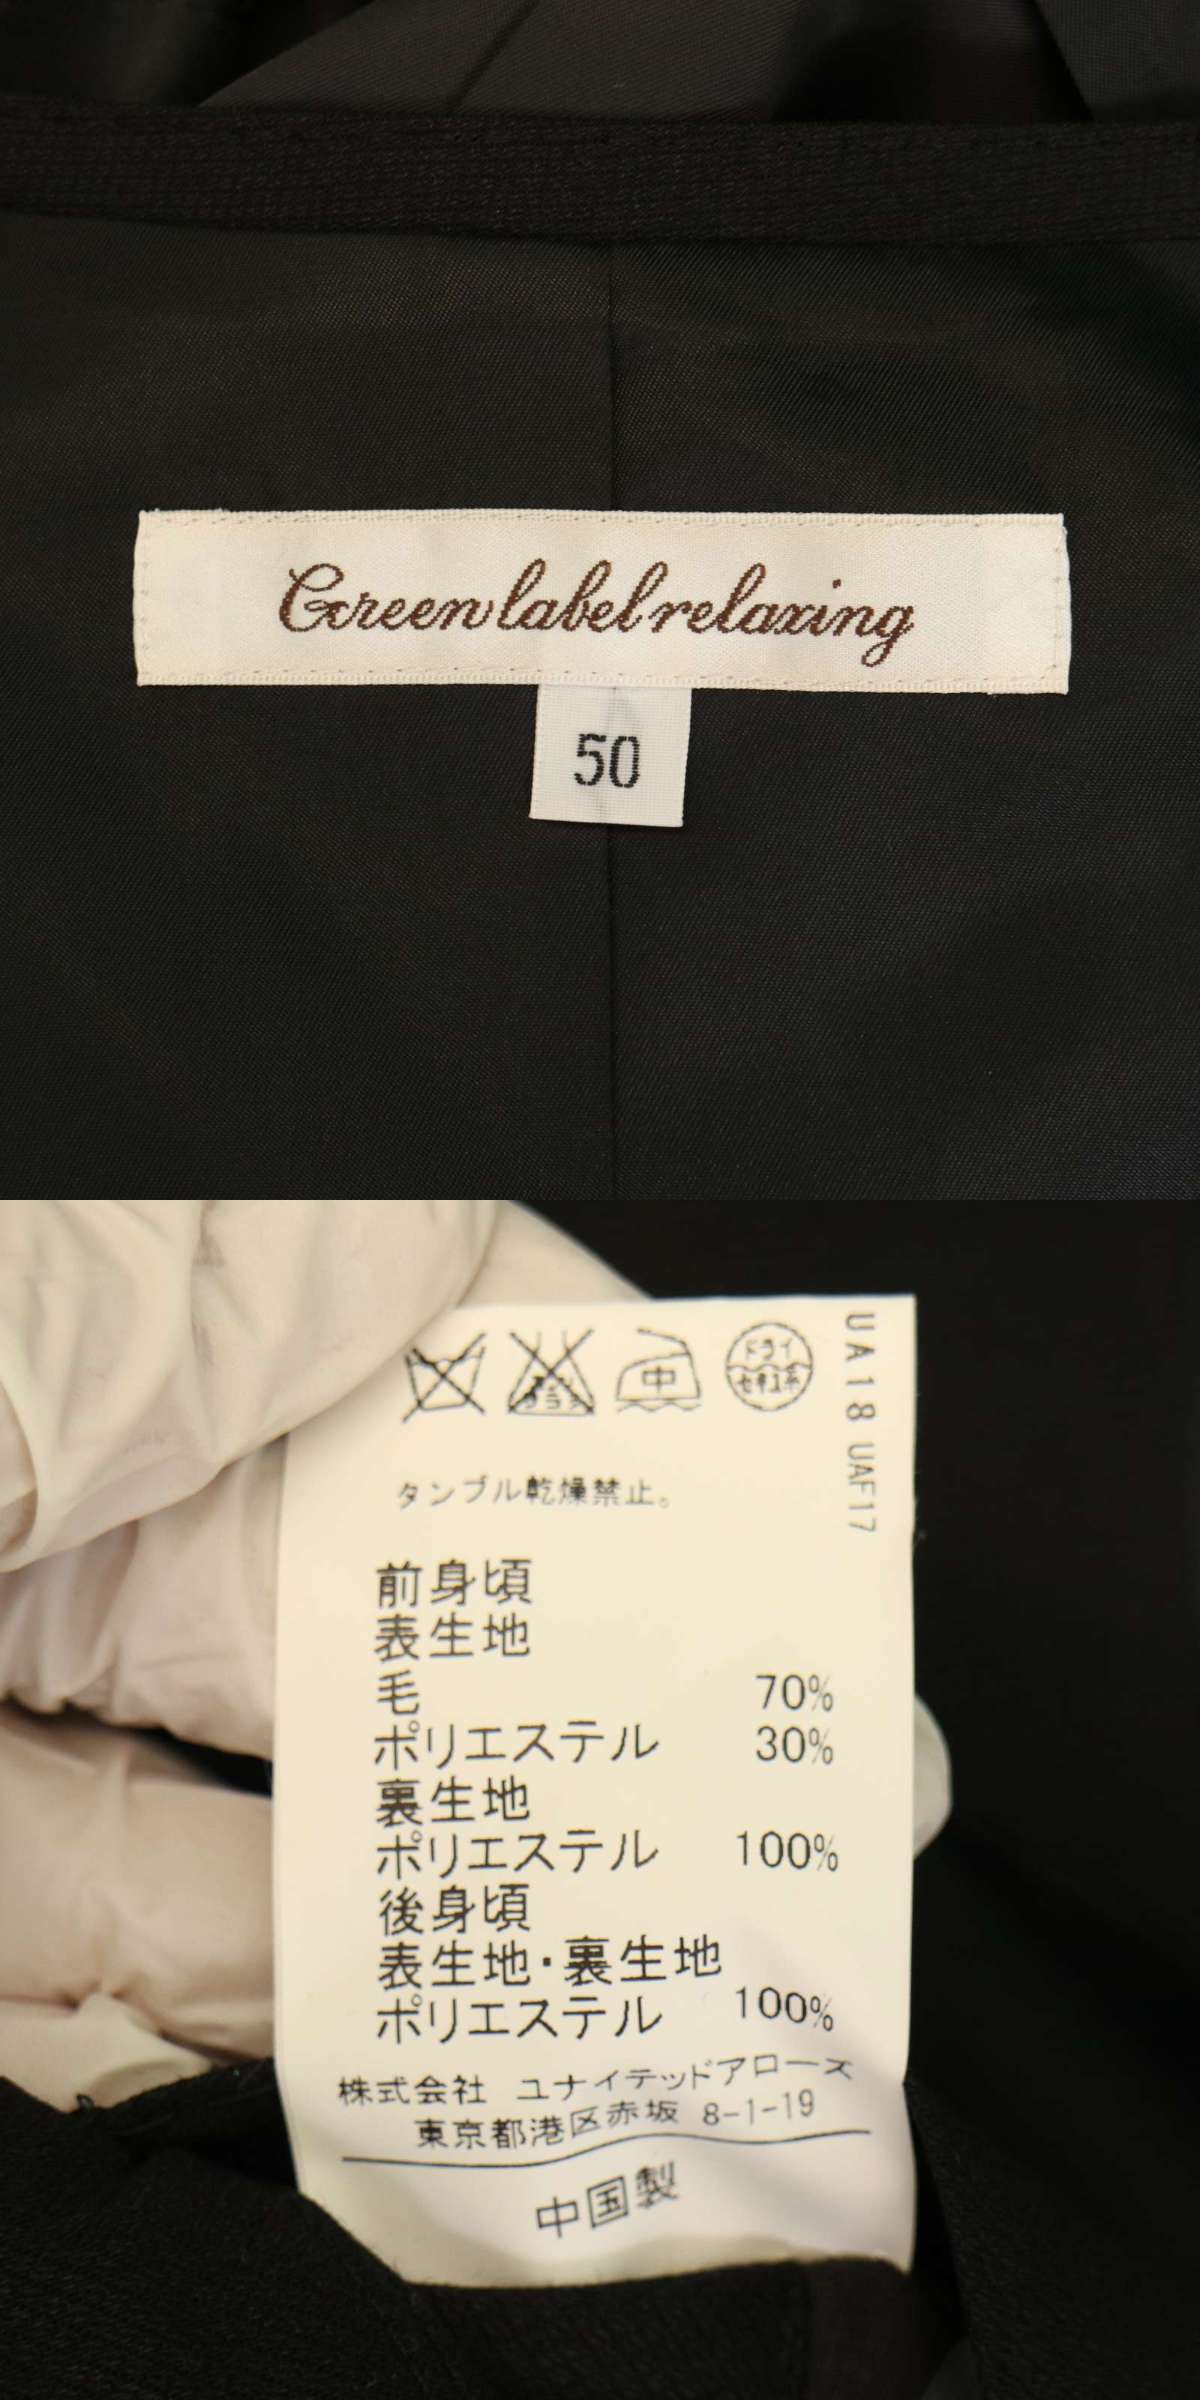 Green label relaxing
50
中
ドライ
セキユ系
UA18 UAF17
タンブル乾燥禁止。
前身頃
表生地
毛 70%
ポリエステル 30%
裏生地
ポリエステル 100%
後身頃
表生地・裏生地
ポリエステル 100%
株式会社 ユナイテッドアローズ
東京都港区赤坂 8-1-19
中国製